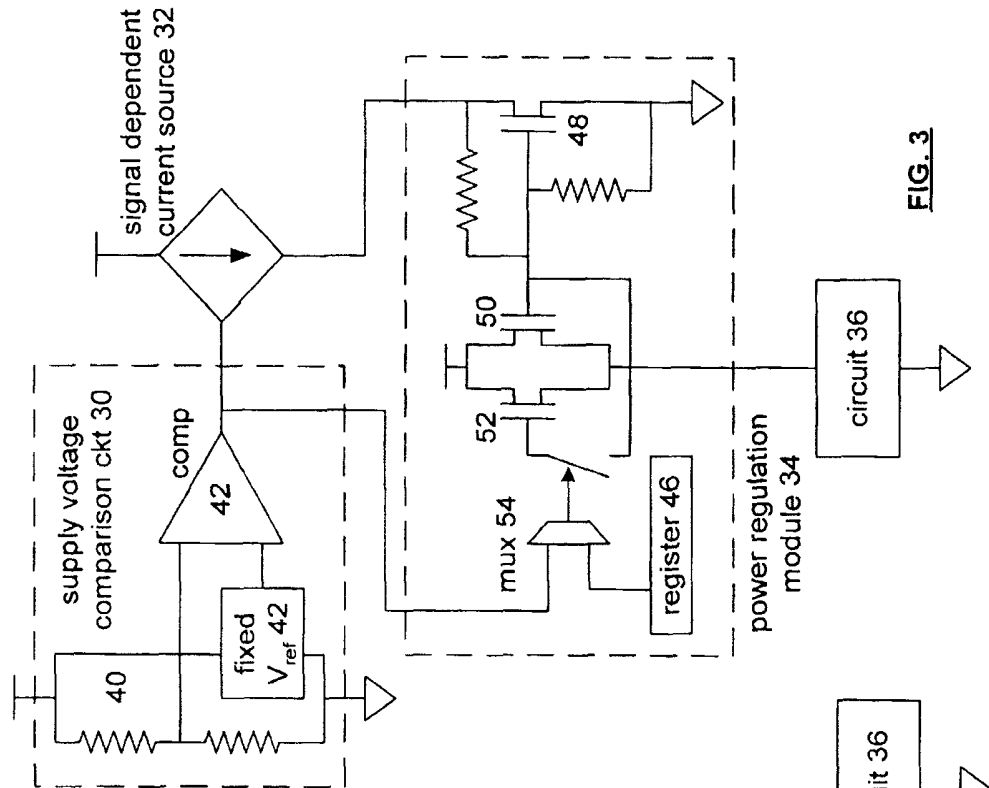 supply voltage
comparison ckt 30
signal dependent
current source 32
40
fixed
Vref 42
42
comp
mux 54
register 46
52
50
48
power regulation
module 34
circuit 36
FIG. 3
it 36